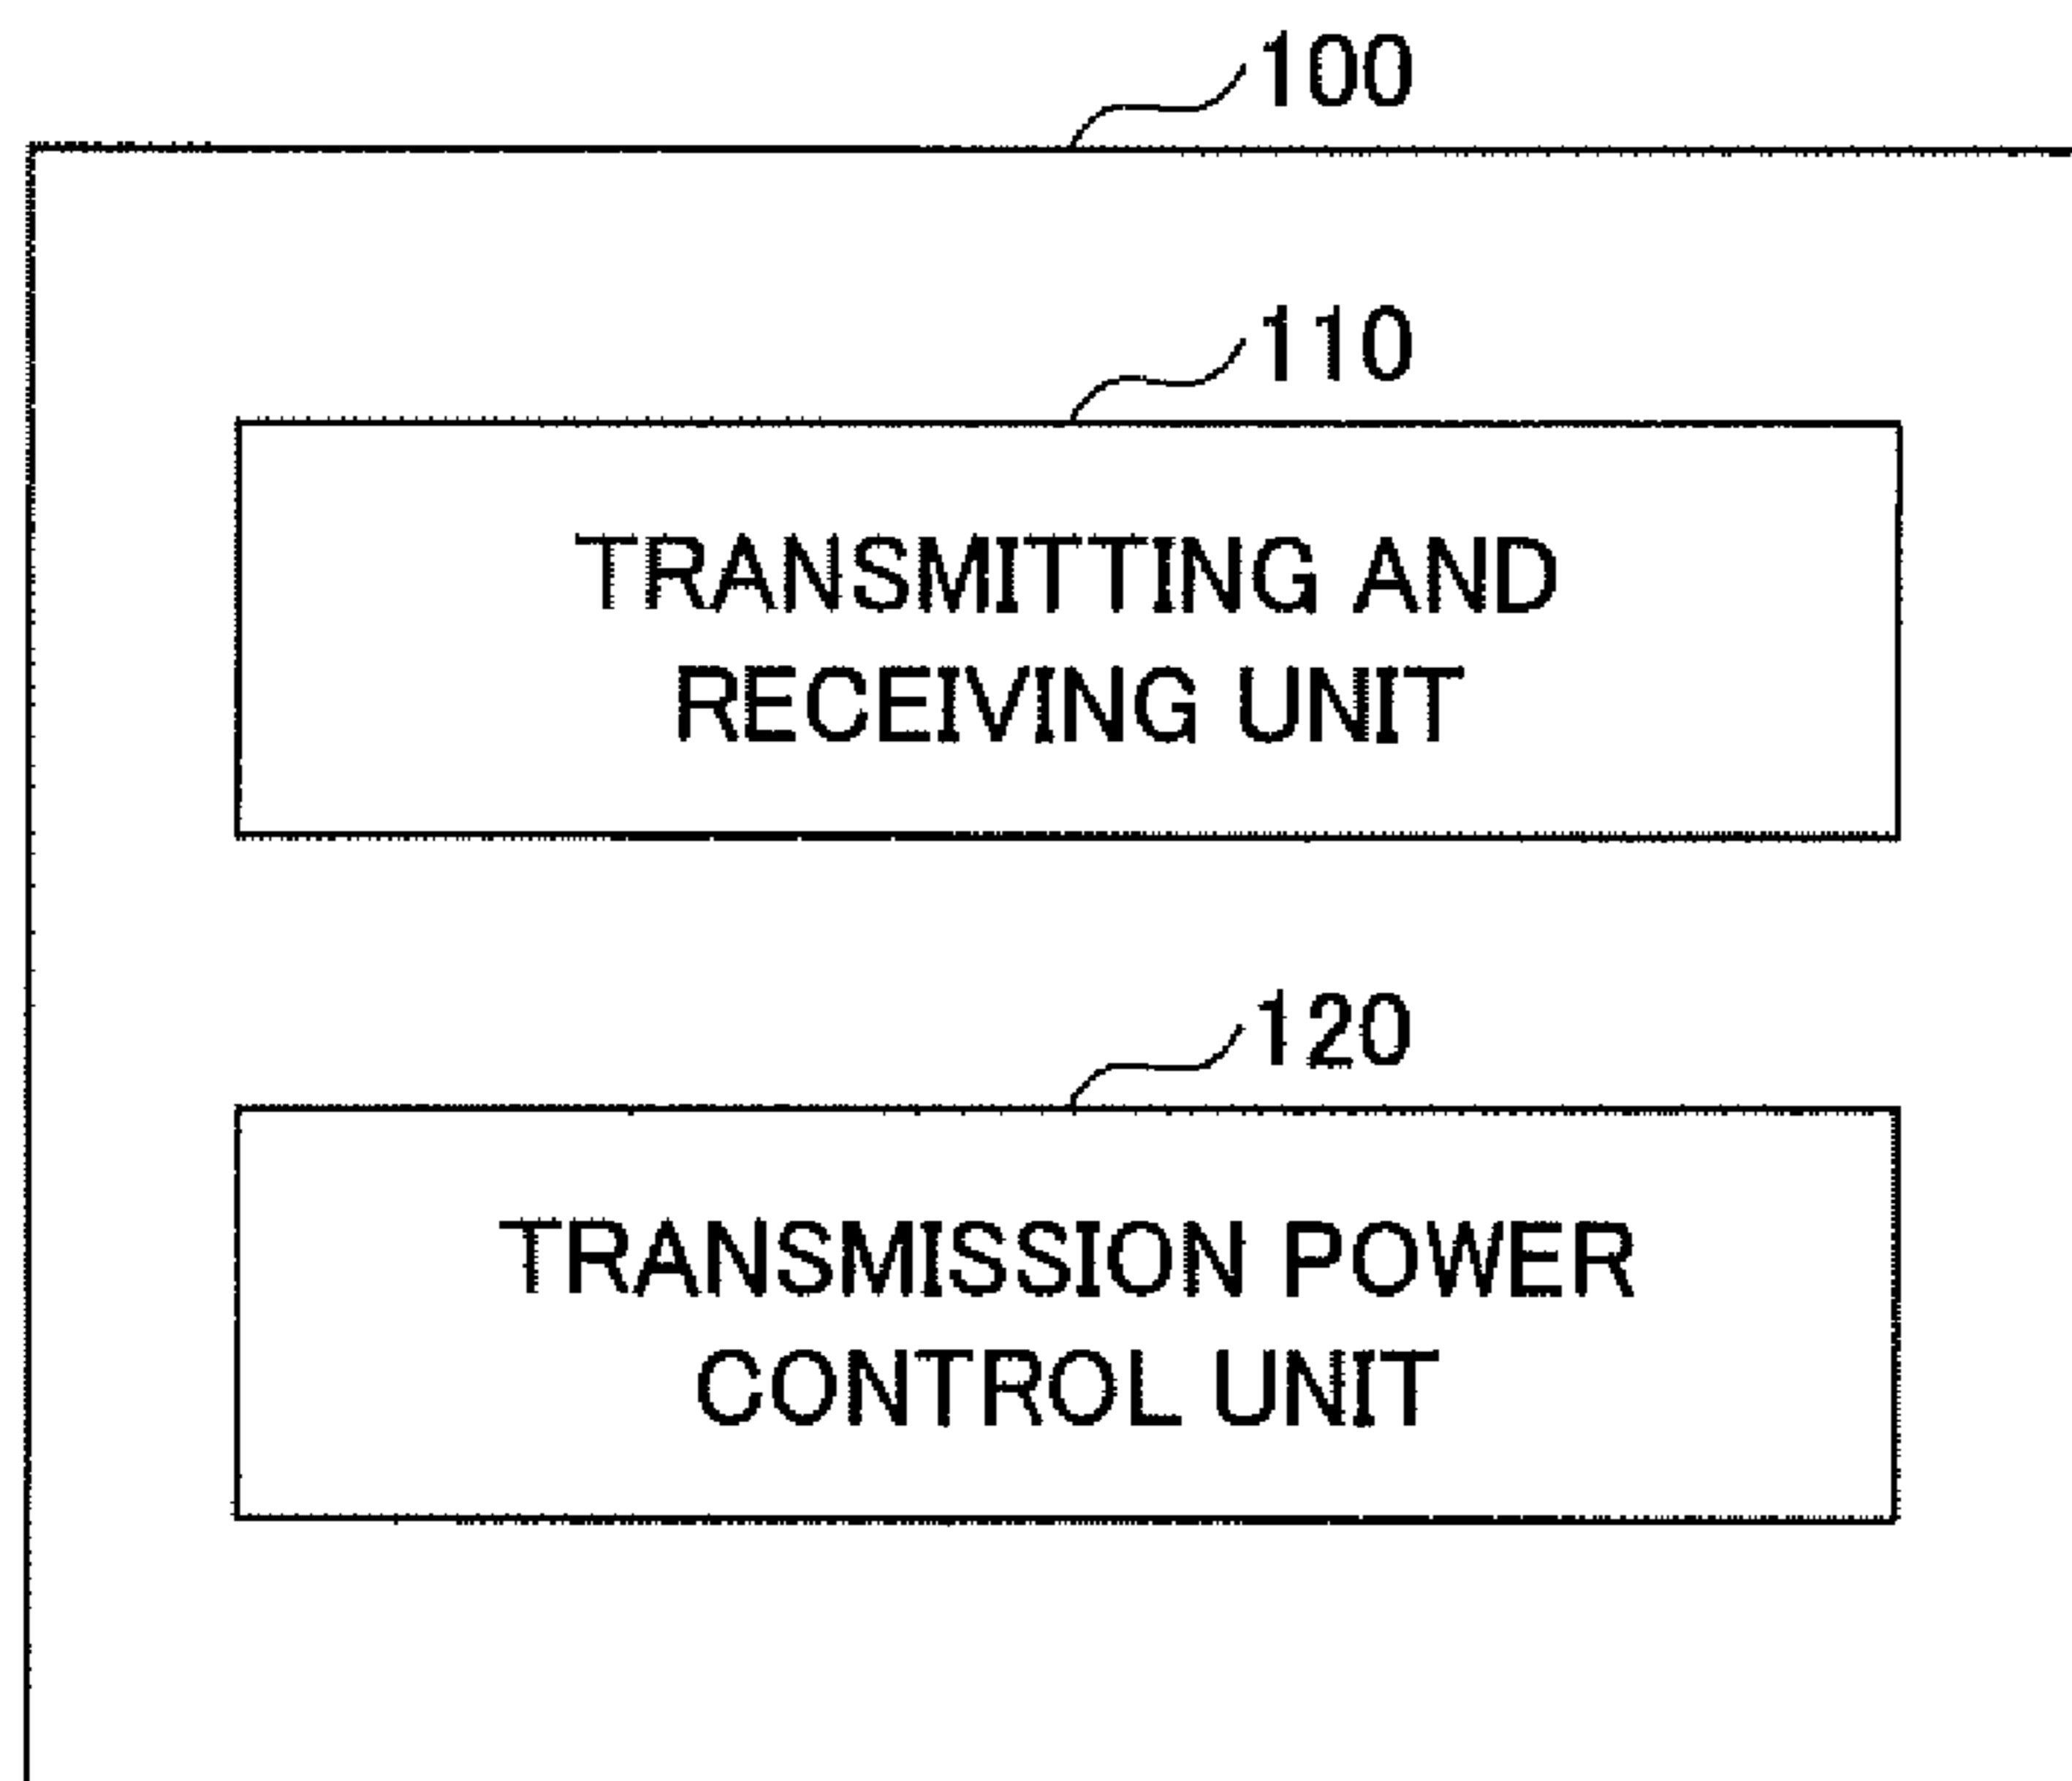 100
110
TRANSMITTING AND
RECEIVING UNIT
120
TRANSMISSION POWER
CONTROL UNIT